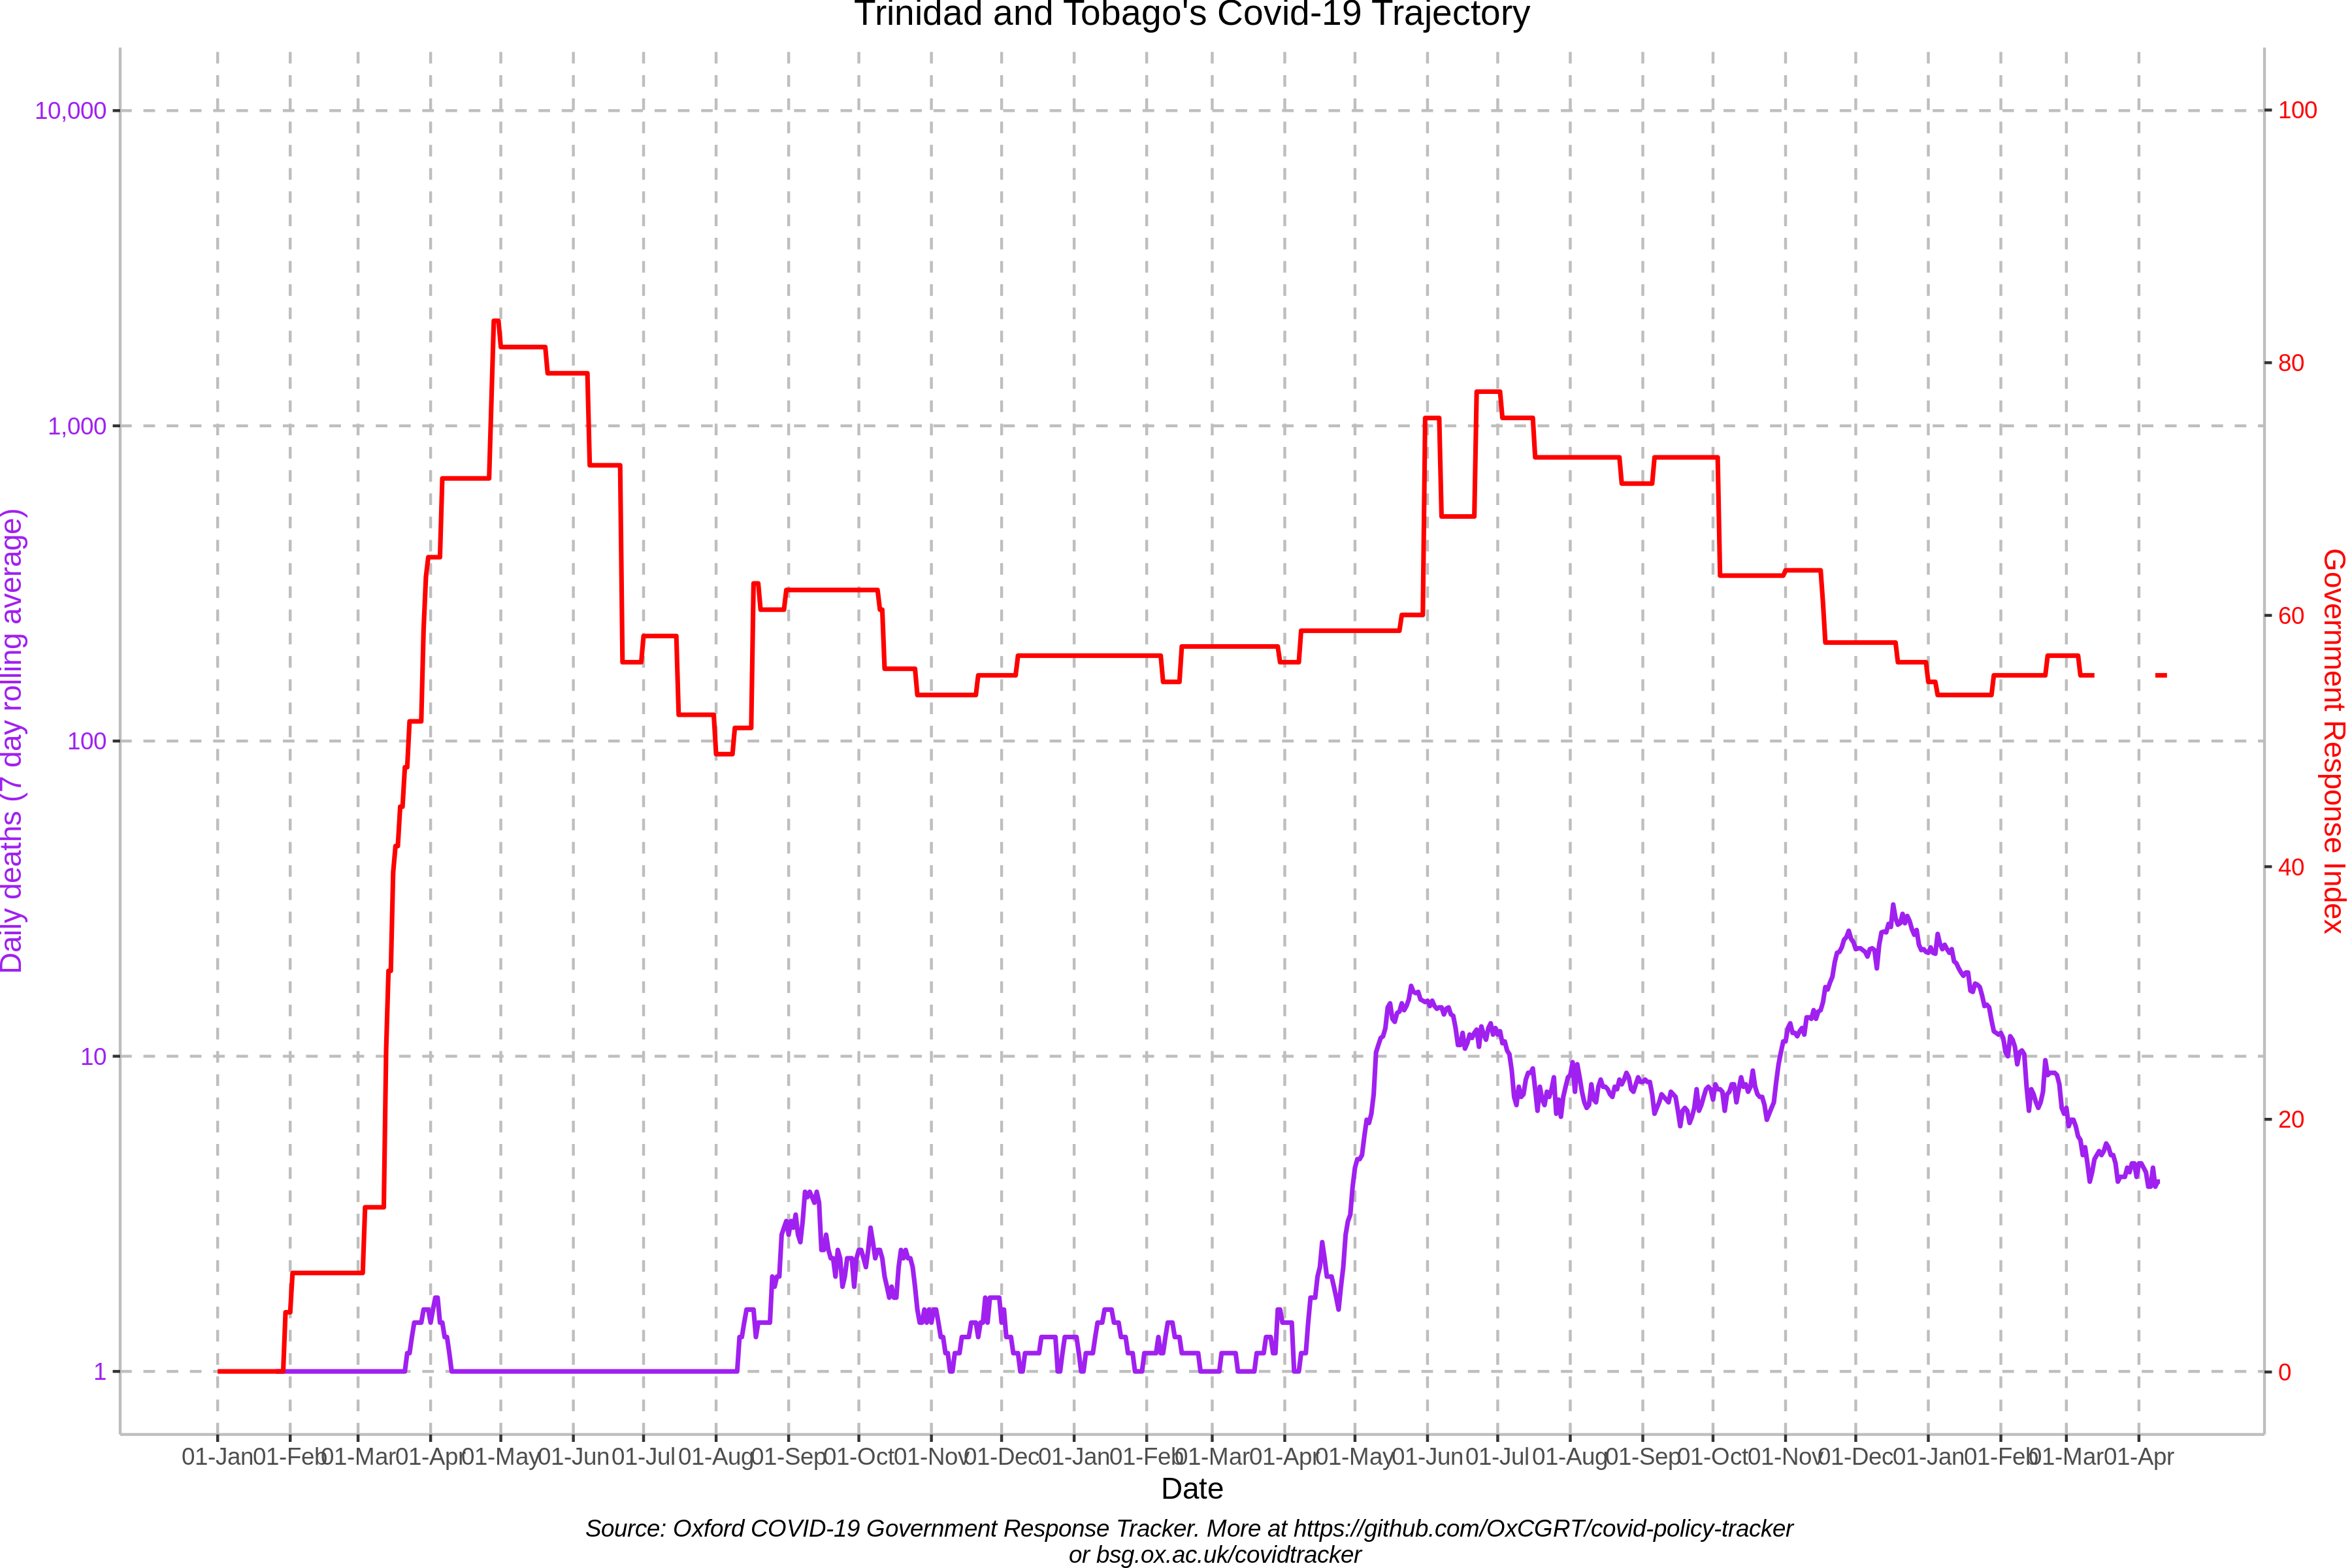 Trinidad and Tobago's Covid-19 Trajectory
10,000
1,000
100
10
1
Daily deaths (7 day rolling average)
100
80
60
40
20
0
Government Response Index
01-Jan 01-Feb 01-Mar 01-Apr 01-May 01-Jun 01-Jul 01-Aug 01-Sep 01-Oct 01-Nov 01-Dec 01-Jan 01-Feb 01-Mar 01-Apr 01-May 01-Jun 01-Jul 01-Aug 01-Sep 01-Oct 01-Nov 01-Dec 01-Jan 01-Feb 01-Mar 01-Apr
Date
Source: Oxford COVID-19 Government Response Tracker. More at https://github.com/OxCGRT/covid-policy-tracker
or bsg.ox.ac.uk/covidtracker